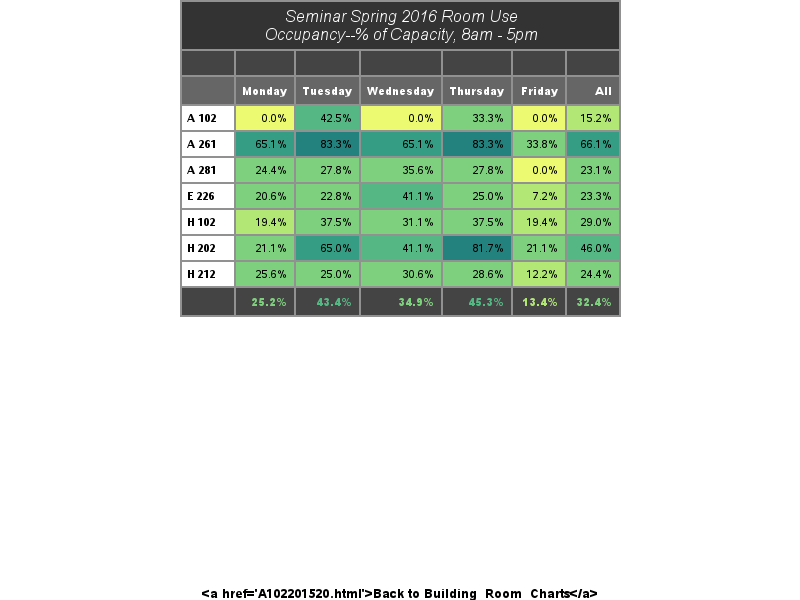 Seminar Spring 2016 Room Use
Occupancy--% of Capacity, 8am - 5pm
Monday Tuesday Wednesday Thursday Friday All
A 102 0.0% 42.5% 0.0% 33.3% 0.0% 15.2%
A 261 65.1% 83.3% 65.1% 83.3% 33.8% 66.1%
A 281 24.4% 27.8% 35.6% 27.8% 0.0% 23.1%
E 226 20.6% 22.8% 41.1% 25.0% 7.2% 23.3%
H 102 19.4% 37.5% 31.1% 37.5% 19.4% 29.0%
H 202 21.1% 65.0% 41.1% 81.7% 21.1% 46.0%
H 212 25.6% 25.0% 30.6% 28.6% 12.2% 24.4%
25.2% 43.4% 34.9% 45.3% 13.4% 32.4%
<a href='A102201520.html'>Back to Building_Room_Charts</a>